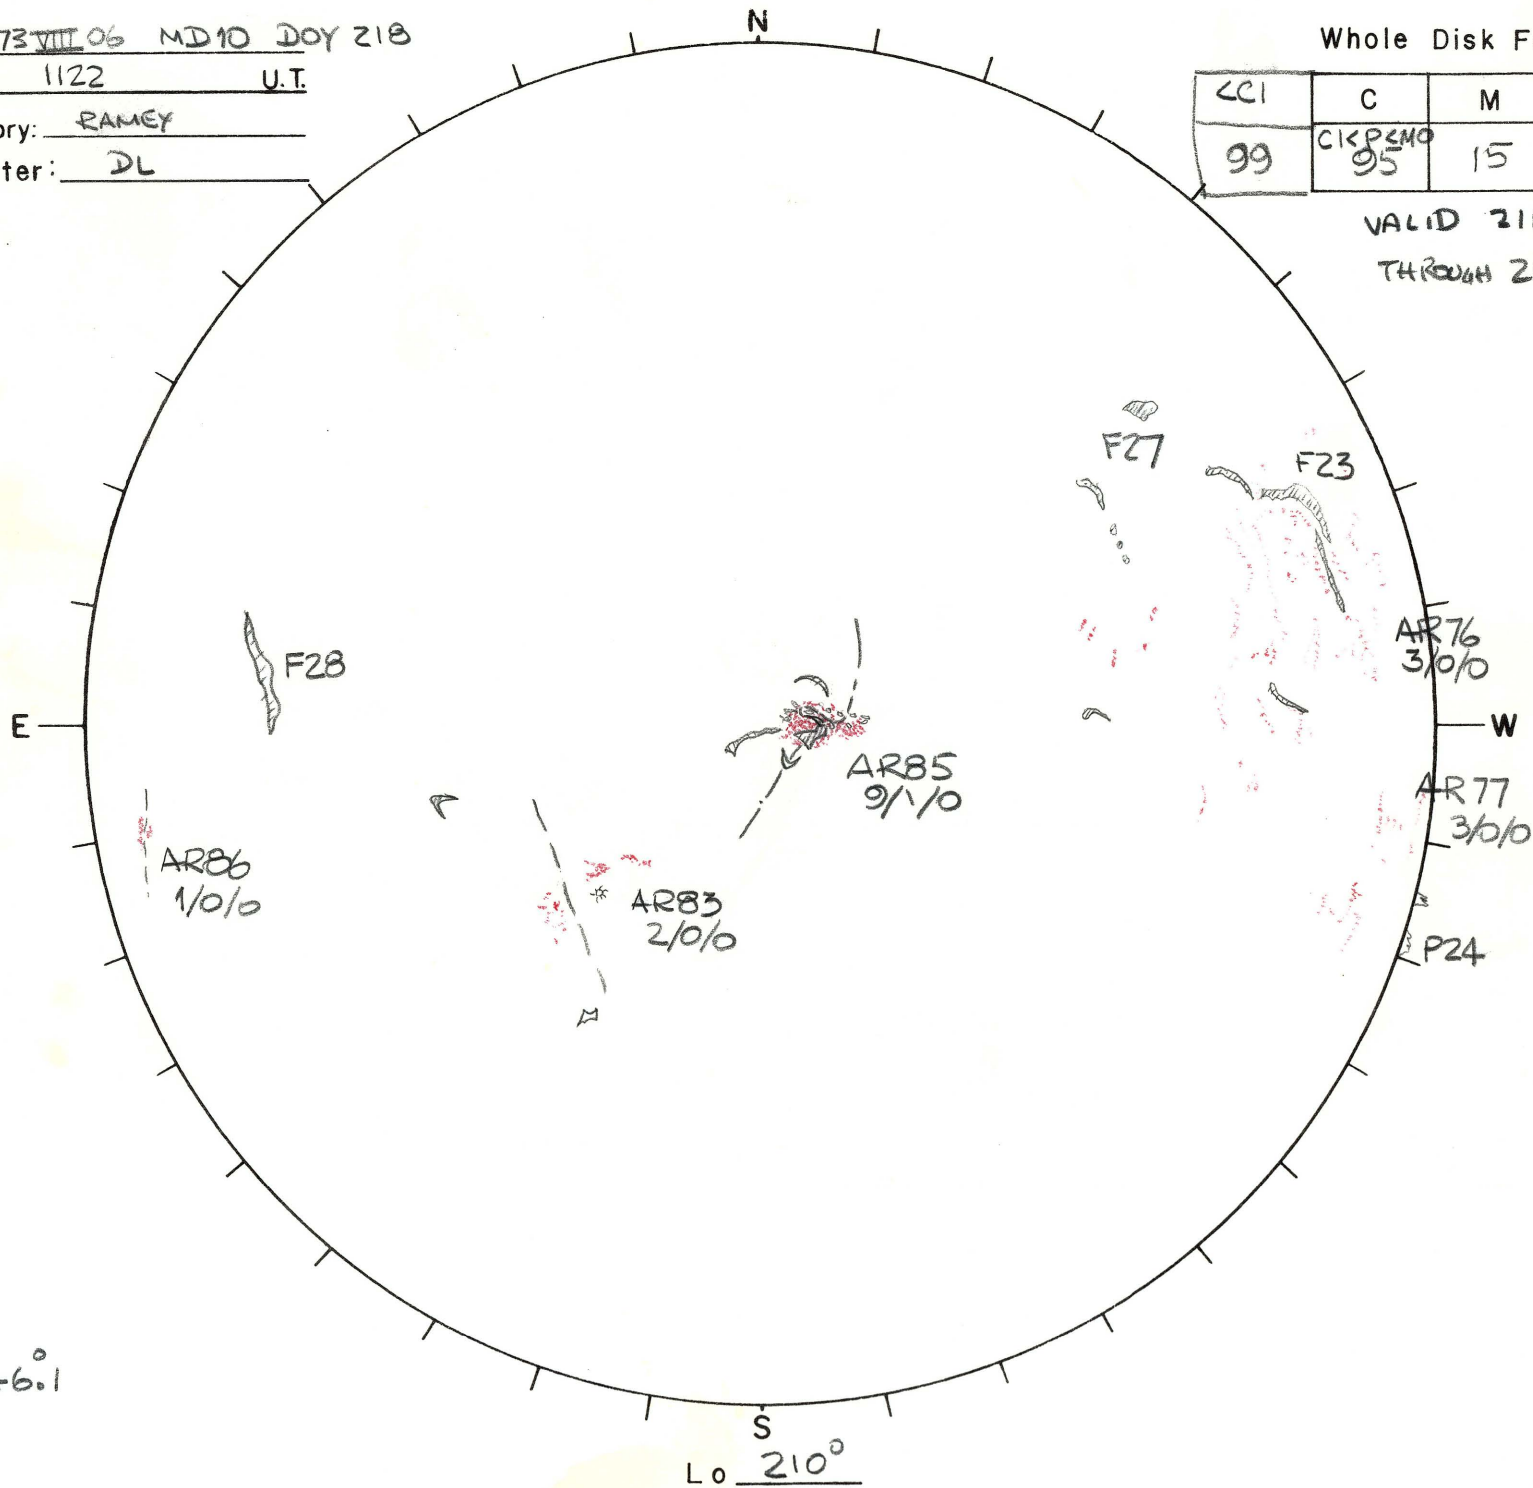 73 VIII 06 MD10 DOY 218
1122 U.T.
ory: RAMEY
ter: DL
N
Whole Disk F
<C1 C M
99 C1<P<M0 95 15
VALID 21
THROUGH 2
F27
F23
F28
AR76
3/0/0
E
W
AR85
9/1/0
AR77
3/0/0
AR86
1/0/0
AR83
2/0/0
P24
6.°1
S
Lo 210°